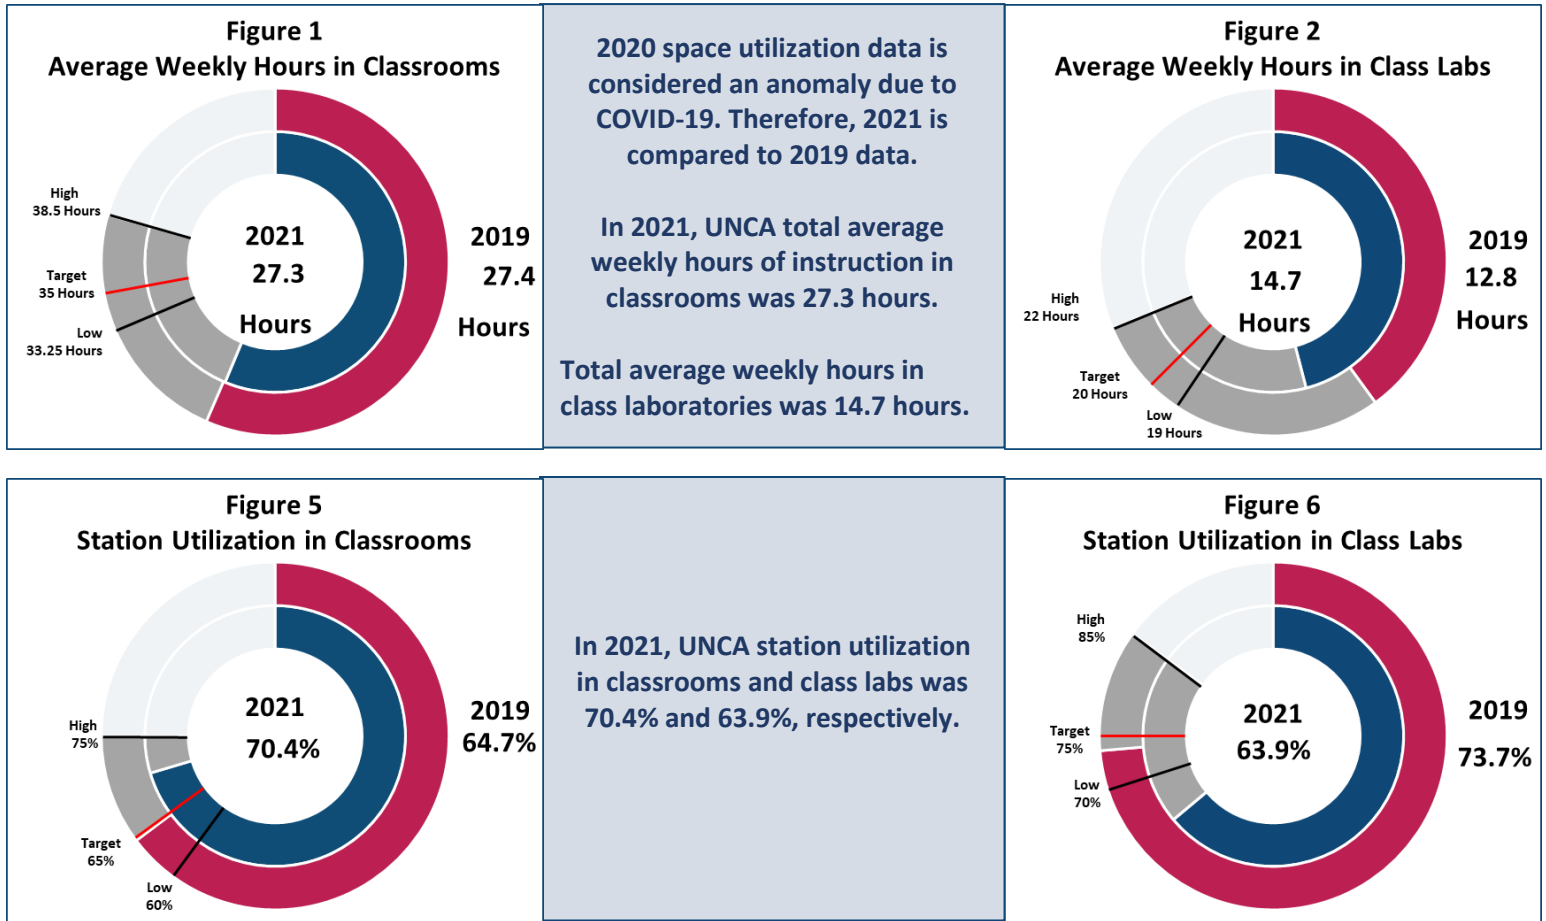 Figure 1
Average Weekly Hours in Classrooms
High
38.5 Hours
Target
35 Hours
Low
33.25 Hours
2021
27.3
Hours
2019
27.4
Hours
2020 space utilization data is
considered an anomaly due to
COVID-19. Therefore, 2021 is
compared to 2019 data.
In 2021, UNCA total average
weekly hours of instruction in
classrooms was 27.3 hours.
Total average weekly hours in
class laboratories was 14.7 hours.
Figure 2
Average Weekly Hours in Class Labs
High
22 Hours
Target
20 Hours
Low
19 Hours
2021
14.7
Hours
2019
12.8
Hours
Figure 5
Station Utilization in Classrooms
High
75%
Target
65%
Low
60%
2021
70.4%
2019
64.7%
In 2021, UNCA station utilization
in classrooms and class labs was
70.4% and 63.9%, respectively.
Figure 6
Station Utilization in Class Labs
High
85%
Target
75%
Low
70%
2021
63.9%
2019
73.7%